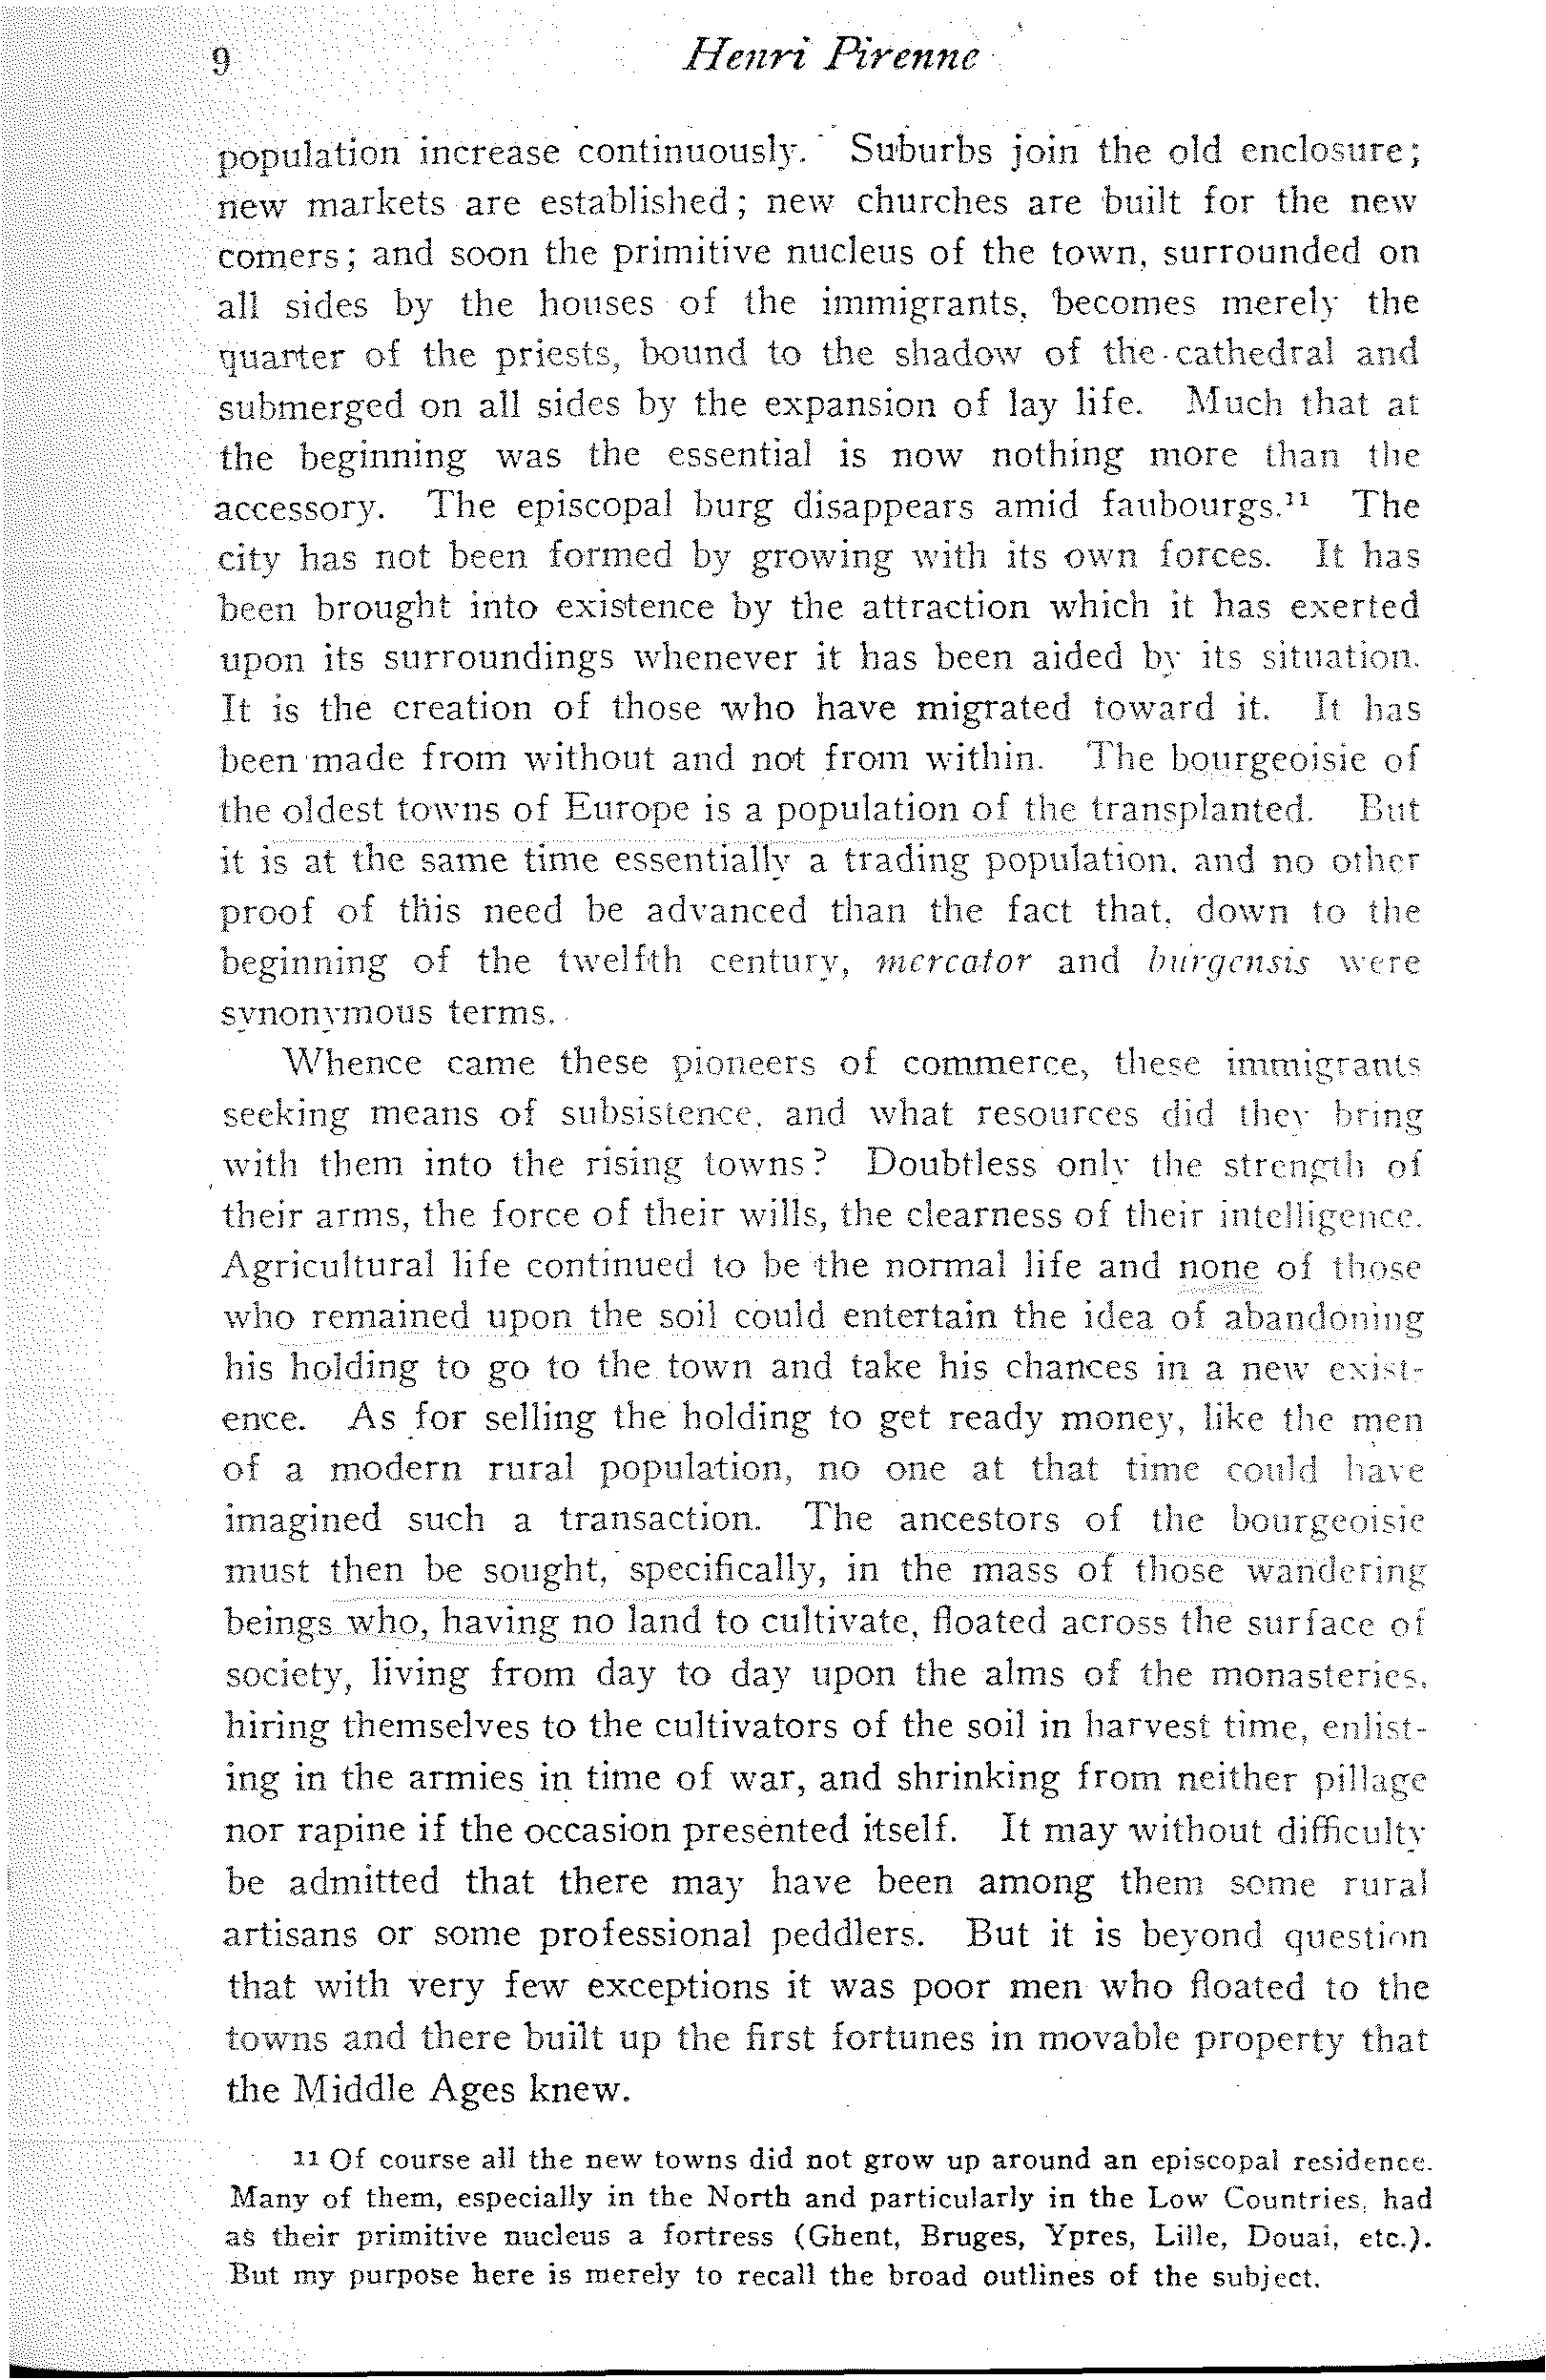 9 Henri Pirenne
population increase continuously. Suburbs join the old enclosure;
new markets are established; new churches are built for the new
comers; and soon the primitive nucleus of the town, surrounded on
all sides by the houses of the immigrants, becomes merely the
quarter of the priests, bound to the shadow of the cathedral and
submerged on all sides by the expansion of lay life. Much that at
the beginning was the essential is now nothing more than the
accessory. The episcopal burg disappears amid faubourgs.¹¹ The
city has not been formed by growing with its own forces. It has
been brought into existence by the attraction which it has exerted
upon its surroundings whenever it has been aided by its situation.
It is the creation of those who have migrated toward it. It has
been made from without and not from within. The bourgeoisie of
the oldest towns of Europe is a population of the transplanted. But
it is at the same time essentially a trading population, and no other
proof of this need be advanced than the fact that, down to the
beginning of the twelfth century, mercator and burgensis were
synonymous terms.
Whence came these pioneers of commerce, these immigrants
seeking means of subsistence, and what resources did they bring
with them into the rising towns? Doubtless only the strength of
their arms, the force of their wills, the clearness of their intelligence.
Agricultural life continued to be the normal life and none of those
who remained upon the soil could entertain the idea of abandoning
his holding to go to the town and take his chances in a new exist-
ence. As for selling the holding to get ready money, like the men
of a modern rural population, no one at that time could have
imagined such a transaction. The ancestors of the bourgeoisie
must then be sought, specifically, in the mass of those wandering
beings who, having no land to cultivate, floated across the surface of
society, living from day to day upon the alms of the monasteries,
hiring themselves to the cultivators of the soil in harvest time, enlist-
ing in the armies in time of war, and shrinking from neither pillage
nor rapine if the occasion presented itself. It may without difficulty
be admitted that there may have been among them some rural
artisans or some professional peddlers. But it is beyond question
that with very few exceptions it was poor men who floated to the
towns and there built up the first fortunes in movable property that
the Middle Ages knew.
11 Of course all the new towns did not grow up around an episcopal residence.
Many of them, especially in the North and particularly in the Low Countries, had
as their primitive nucleus a fortress (Ghent, Bruges, Ypres, Lille, Douai, etc.).
But my purpose here is merely to recall the broad outlines of the subject.